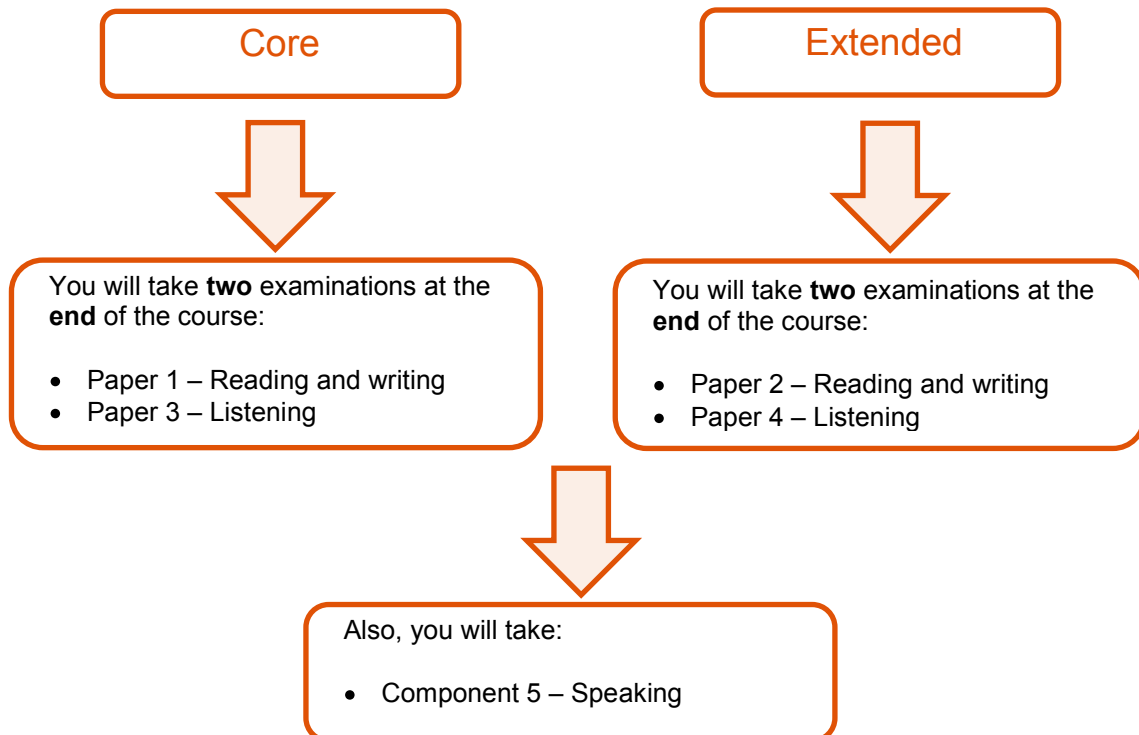 Core
Extended
You will take two examinations at the
end of the course:
• Paper 1 – Reading and writing
• Paper 3 – Listening
You will take two examinations at the
end of the course:
• Paper 2 – Reading and writing
• Paper 4 – Listening
Also, you will take:
• Component 5 – Speaking